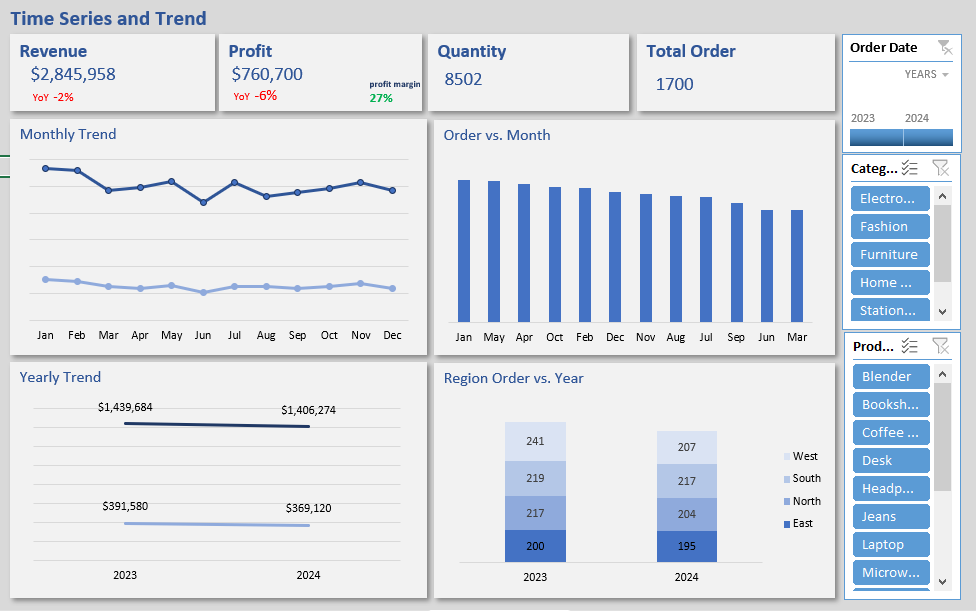 Time Series and Trend
Revenue
$2,845,958
YoY -2%
Profit
$760,700
YoY -6%
profit margin
27%
Quantity
8502
Total Order
1700
Order Date
YEARS
2023 2024
Monthly Trend
Jan Feb Mar Apr May Jun Jul Aug Sep Oct Nov Dec
Order vs. Month
Jan May Apr Oct Feb Dec Nov Aug Jul Sep Jun Mar
Categ...
Electro...
Fashion
Furniture
Home ...
Station...
Yearly Trend
$1,439,684
$1,406,274
$391,580
$369,120
2023 2024
Region Order vs. Year
241 207
219 217
217 204
200 195
2023 2024
West
South
North
East
Prod...
Blender
Booksh...
Coffee ...
Desk
Headp...
Jeans
Laptop
Microw...